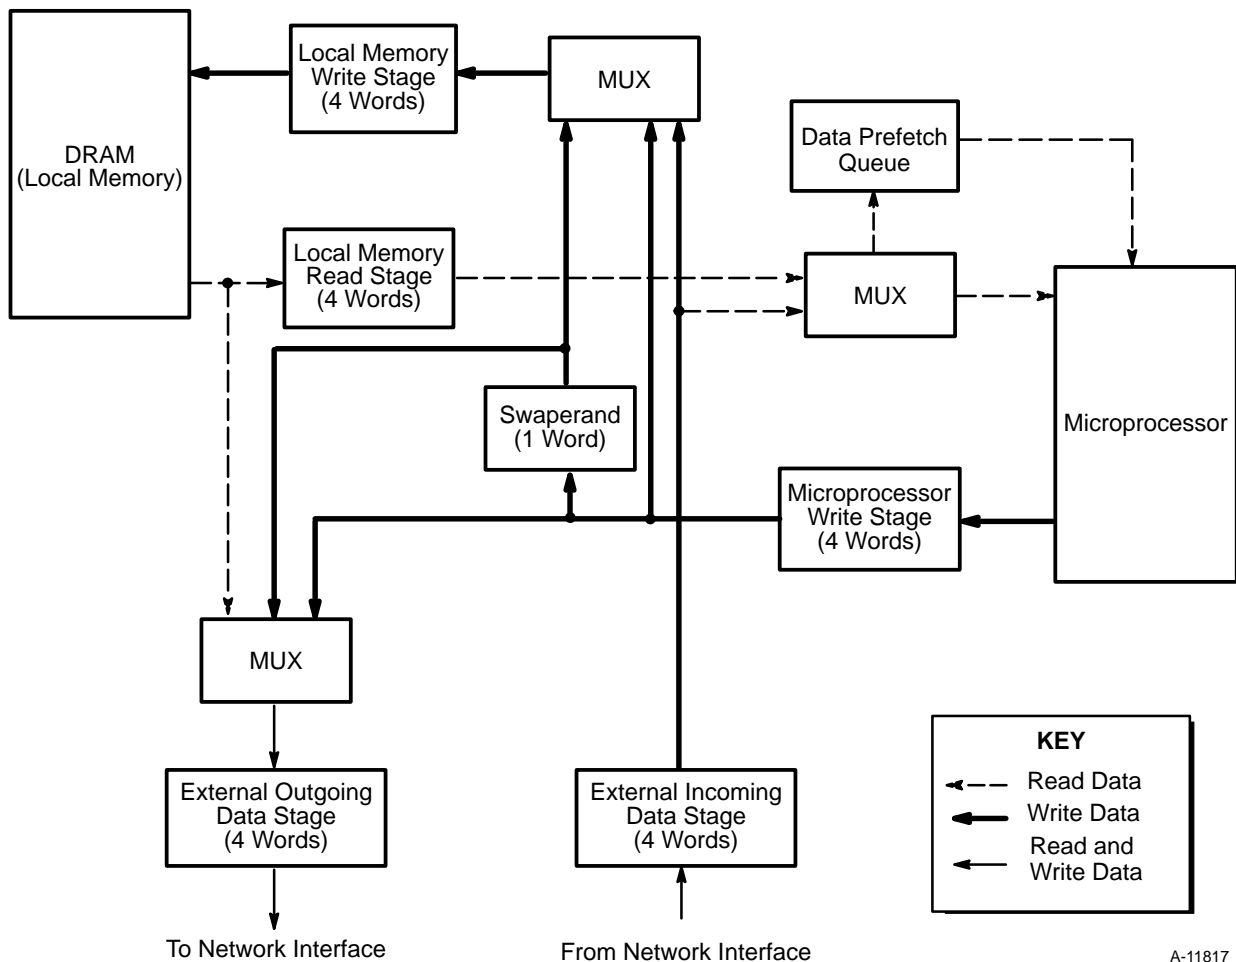 Local Memory
Write Stage
(4 Words)
MUX
DRAM
(Local Memory)
Data Prefetch
Queue
Local Memory
Read Stage
(4 Words)
MUX
Swaperand
(1 Word)
Microprocessor
Microprocessor
Write Stage
(4 Words)
MUX
External Outgoing
Data Stage
(4 Words)
External Incoming
Data Stage
(4 Words)
KEY
Read Data
Write Data
Read and
Write Data
To Network Interface
From Network Interface
A-11817